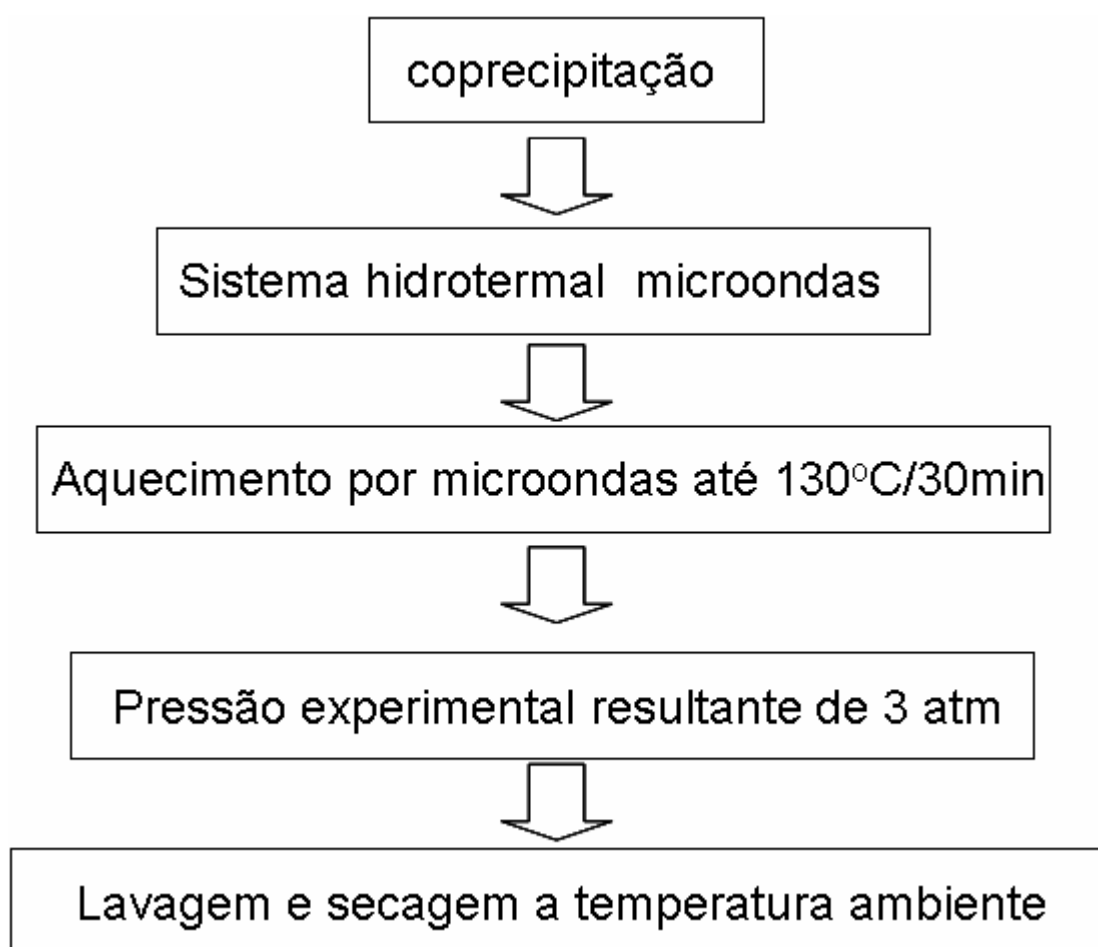 coprecipitação
Sistema hidrotermal microondas
Aquecimento por microondas até 130ºC/30min
Pressão experimental resultante de 3 atm
Lavagem e secagem a temperatura ambiente